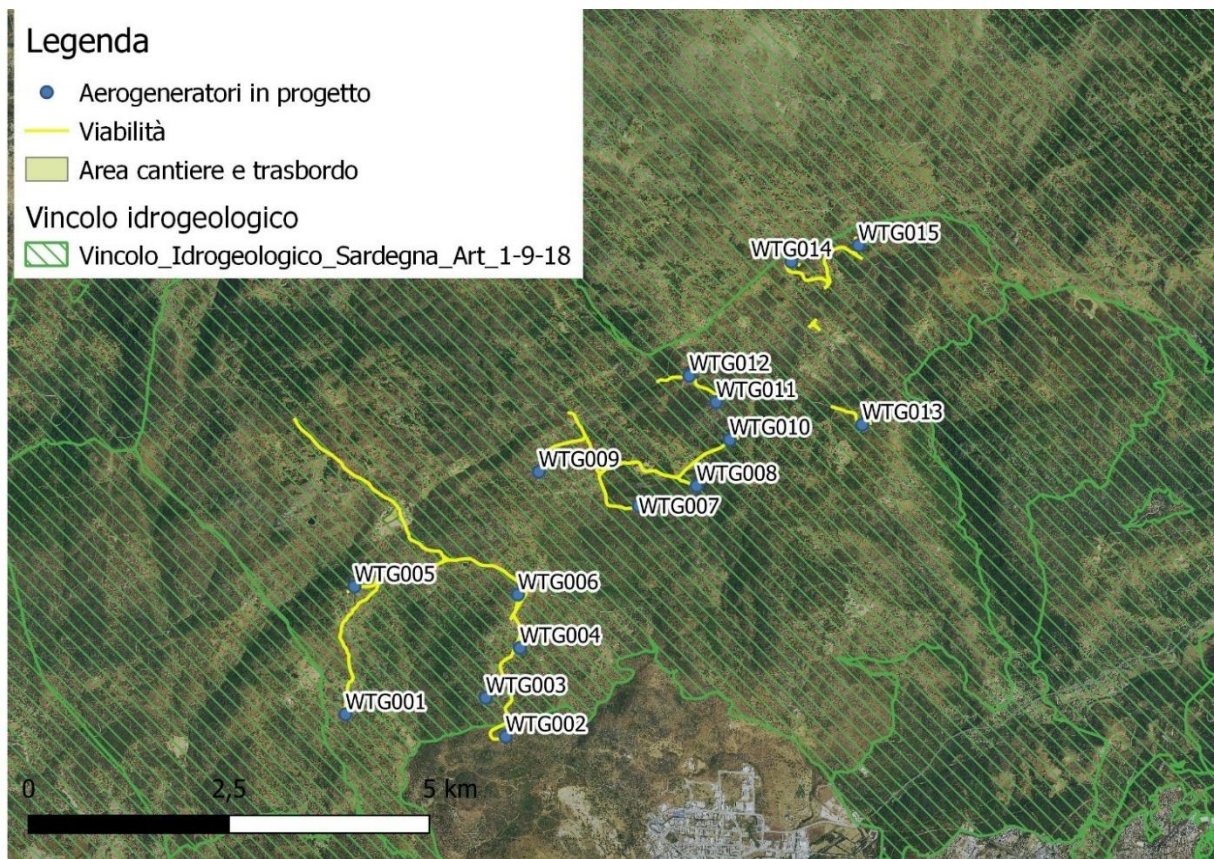 Legenda
Aerogeneratori in progetto
Viabilità
Area cantiere e trasbordo
Vincolo idrogeologico
Vincolo_Idrogeologico_Sardegna_Art_1-9-18
WTG015
WTG014
WTG012
WTG011
WTG013
WTG010
WTG009
WTG008
WTG007
WTG005
WTG006
WTG004
WTG003
WTG001
WTG002
0 2,5 5 km